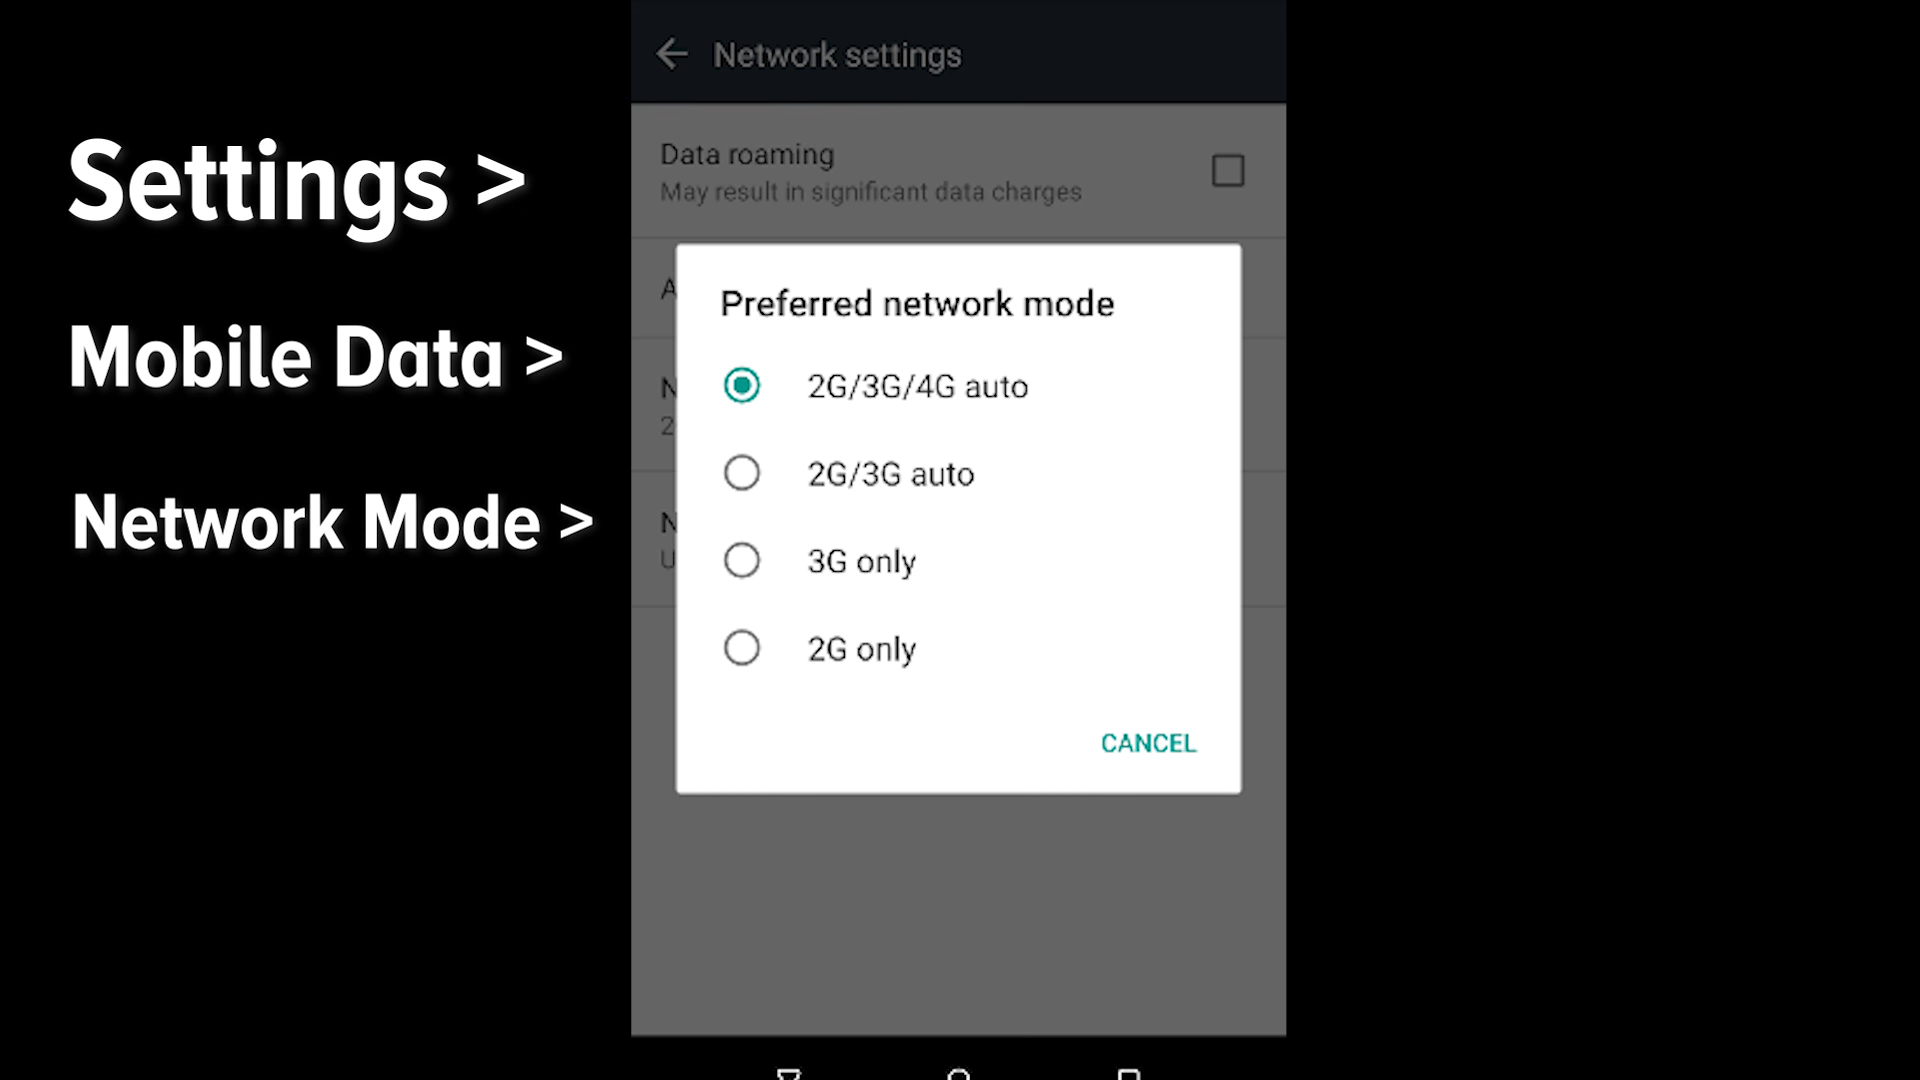 Settings >
Mobile Data >
Network Mode >
Network settings
Data roaming
May result in significant data charges
A
Preferred network mode
2G/3G/4G auto
N
2
2G/3G auto
N
3G only
U
2G only
CANCEL